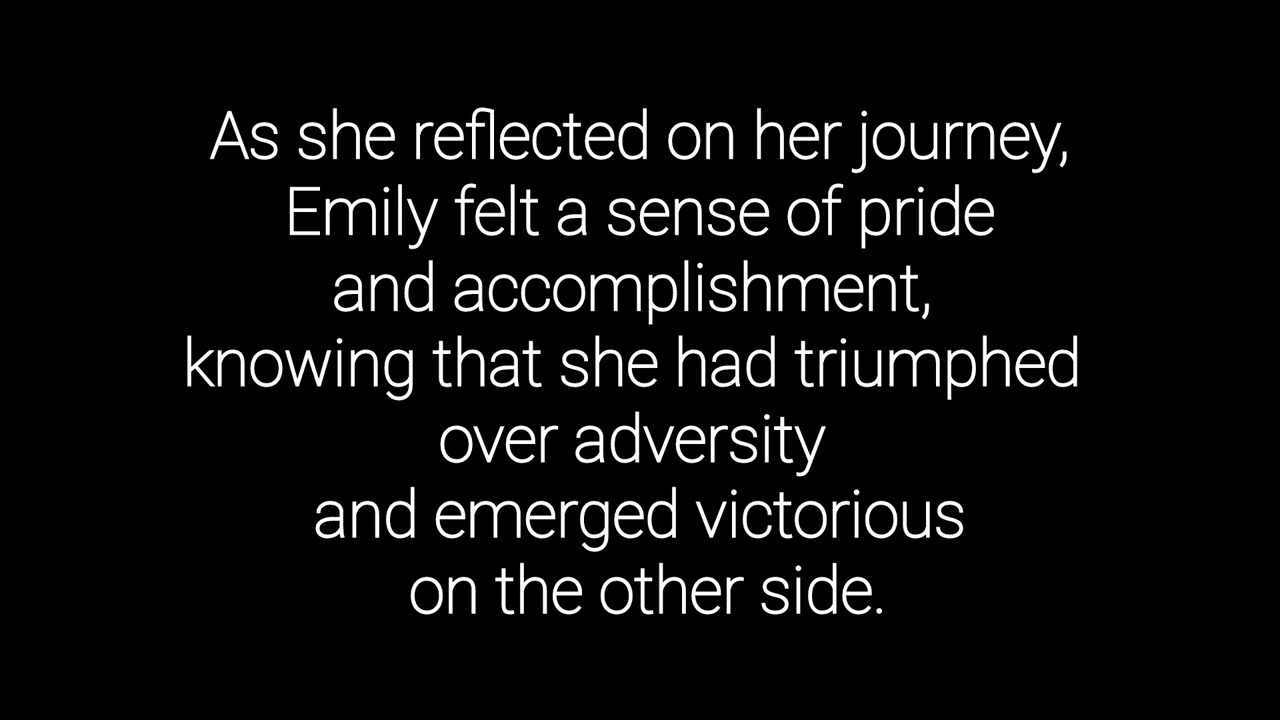 As she reflected on her journey,
Emily felt a sense of pride
and accomplishment,
knowing that she had triumphed
over adversity
and emerged victorious
on the other side.